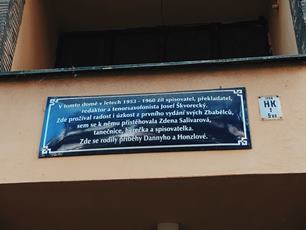 V tomto domě v letech 1953 - 1960 žil spisovatel, překladatel,
redaktor a tenorsaxofonista Josef Škvorecký.
Zde prožíval radost i úzkost z prvního vydání svých Zbabělců,
sem se k němu přistěhovala Zdena Salivarová,
tanečnice, herečka a spisovatelka.
Zde se rodily příběhy Dannyho a Honzlové.
HK